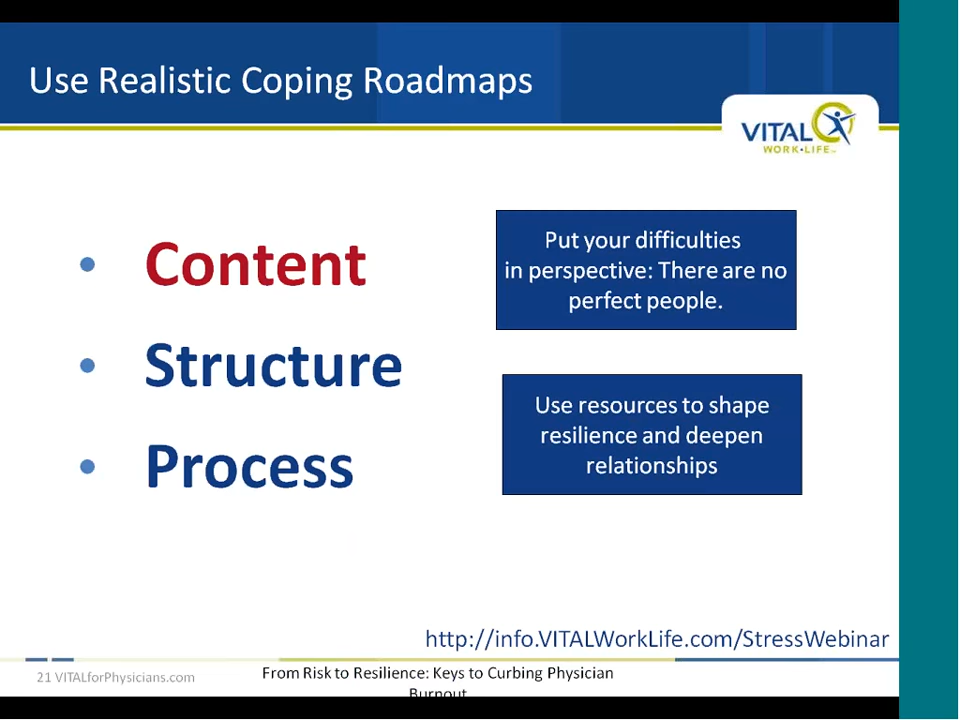 Use Realistic Coping Roadmaps
VITAL
WORK•LIFE
• Content
• Structure
• Process
Put your difficulties
in perspective: There are no
perfect people.
Use resources to shape
resilience and deepen
relationships
http://info.VITALWorkLife.com/StressWebinar
21 VITALforPhysicians.com
From Risk to Resilience: Keys to Curbing Physician
Burnout